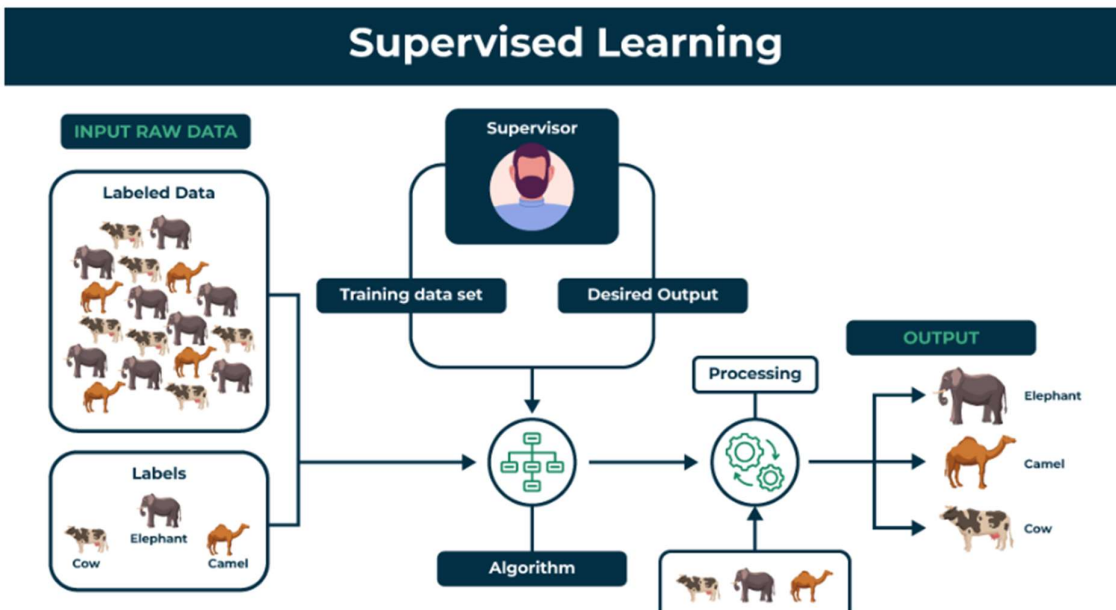 Supervised Learning
INPUT RAW DATA
Labeled Data
Labels
Elephant
Cow
Camel
Supervisor
Training data set
Desired Output
Algorithm
Processing
OUTPUT
Elephant
Camel
Cow